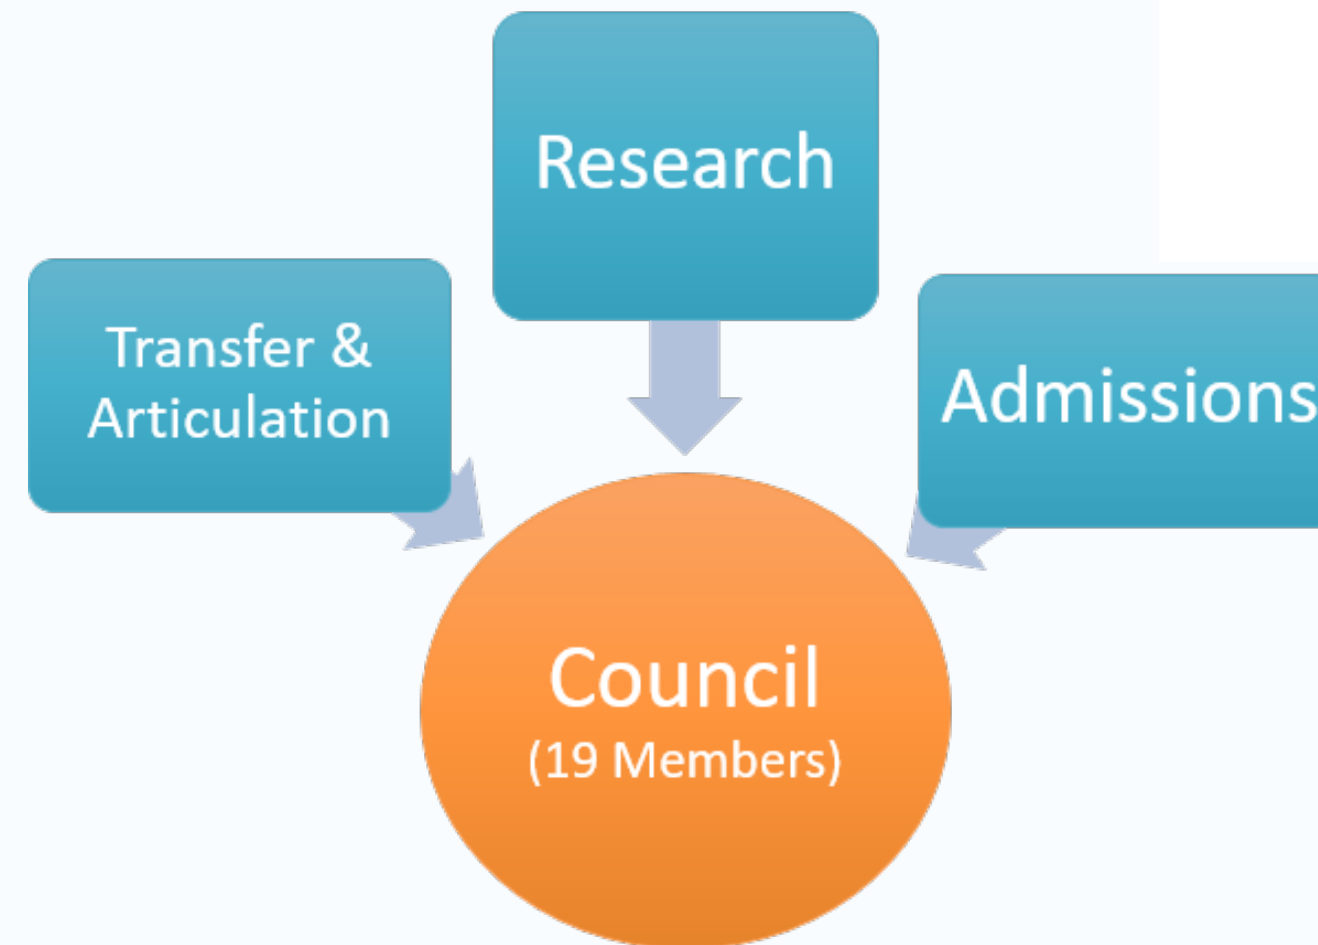 Research
Transfer &
Articulation
Admissions
Council
(19 Members)